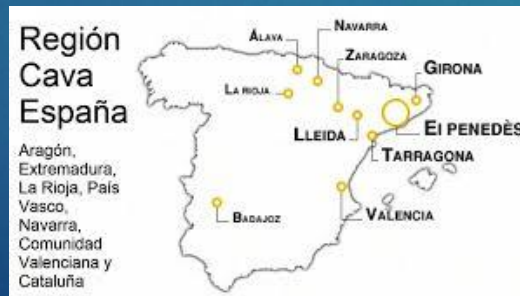 Región
Cava
España
Aragón,
Extremadura,
La Rioja, País
Vasco,
Navarra,
Comunidad
Valenciana y
Cataluña
ÁLAVA
NAVARRA
ZARAGOZA
GIRONA
LA RIOJA
LLEIDA
El PENEDÈS
TARRAGONA
BADAJOZ
VALENCIA